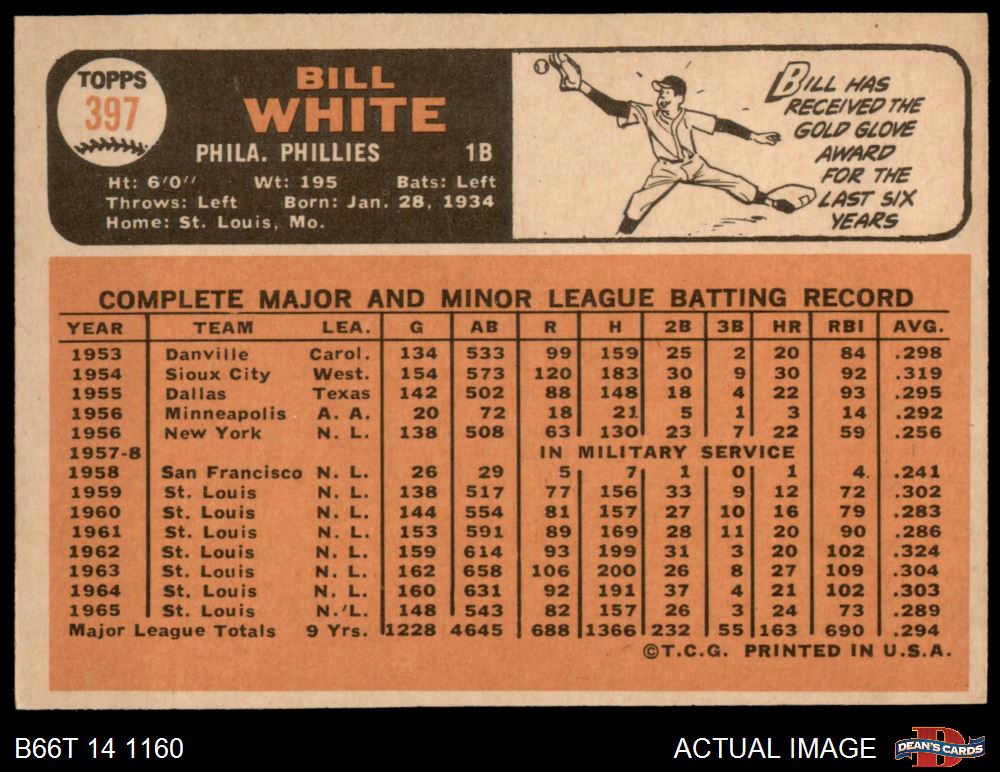 TOPPS
397
BILL
WHITE
PHILA. PHILLIES 1B
Ht: 6'0" Wt: 195 Bats: Left
Throws: Left Born: Jan. 28, 1934
Home: St. Louis, Mo.
BILL HAS
RECEIVED THE
GOLD GLOVE
AWARD
FOR THE
LAST SIX
YEARS
COMPLETE MAJOR AND MINOR LEAGUE BATTING RECORD
YEAR TEAM LEA. G AB R H 2B 3B HR RBI AVG.
1953 Danville Carol. 134 533 99 159 25 2 20 84 .298
1954 Sioux City West. 154 573 120 183 30 9 30 92 .319
1955 Dallas Texas 142 502 88 148 18 4 22 93 .295
1956 Minneapolis A. A. 20 72 18 21 5 1 3 14 .292
1956 New York N. L. 138 508 63 130 23 7 22 59 .256
1957-8 IN MILITARY SERVICE
1958 San Francisco N. L. 26 29 5 7 1 0 1 4 .241
1959 St. Louis N. L. 138 517 77 156 33 9 12 72 .302
1960 St. Louis N. L. 144 554 81 157 27 10 16 79 .283
1961 St. Louis N. L. 153 591 89 169 28 11 20 90 .286
1962 St. Louis N. L. 159 614 93 199 31 3 20 102 .324
1963 St. Louis N. L. 162 658 106 200 26 8 27 109 .304
1964 St. Louis N. L. 160 631 92 191 37 4 21 102 .303
1965 St. Louis N. L. 148 543 82 157 26 3 24 73 .289
Major League Totals 9 Yrs. 1228 4645 688 1366 232 55 163 690 .294
©T.C.G. PRINTED IN U.S.A.
B66T 14 1160
ACTUAL IMAGE
D
DEAN'S CARDS